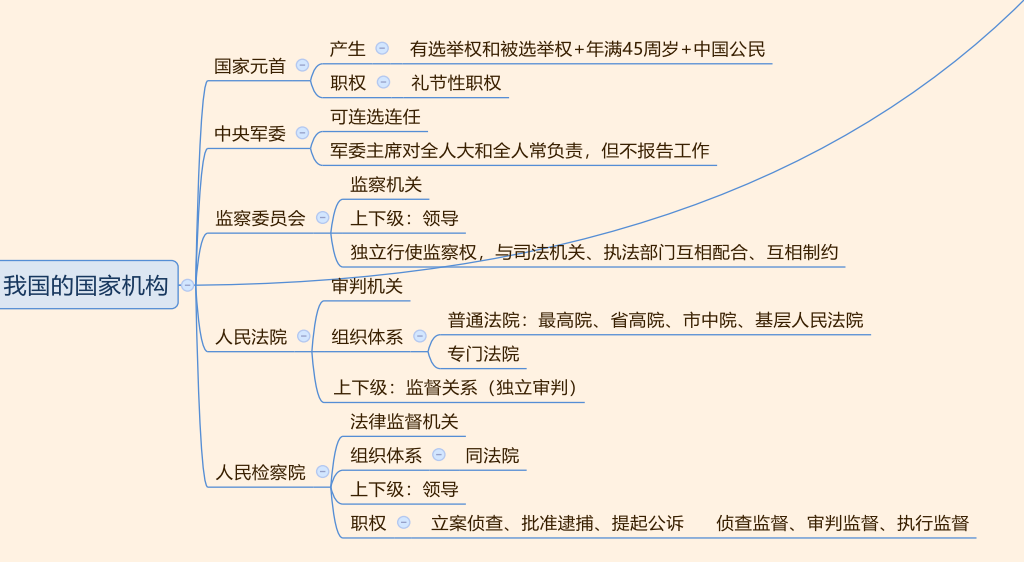 我国的国家机构
国家元首
产生
有选举权和被选举权+年满45周岁+中国公民
职权
礼节性职权
中央军委
可连选连任
军委主席对全人大和全人常负责，但不报告工作
监察委员会
监察机关
上下级：领导
独立行使监察权，与司法机关、执法部门互相配合、互相制约
人民法院
审判机关
组织体系
普通法院：最高院、省高院、市中院、基层人民法院
专门法院
上下级：监督关系（独立审判）
人民检察院
法律监督机关
组织体系
同法院
上下级：领导
职权
立案侦查、批准逮捕、提起公诉 侦查监督、审判监督、执行监督